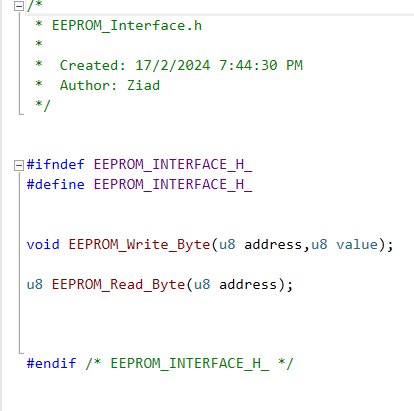 /*
 * EEPROM_Interface.h
 *
 *  Created: 17/2/2024 7:44:30 PM
 *  Author: Ziad
 */
#ifndef EEPROM_INTERFACE_H_
#define EEPROM_INTERFACE_H_
void EEPROM_Write_Byte(u8 address,u8 value);
u8 EEPROM_Read_Byte(u8 address);
#endif /* EEPROM_INTERFACE_H_ */